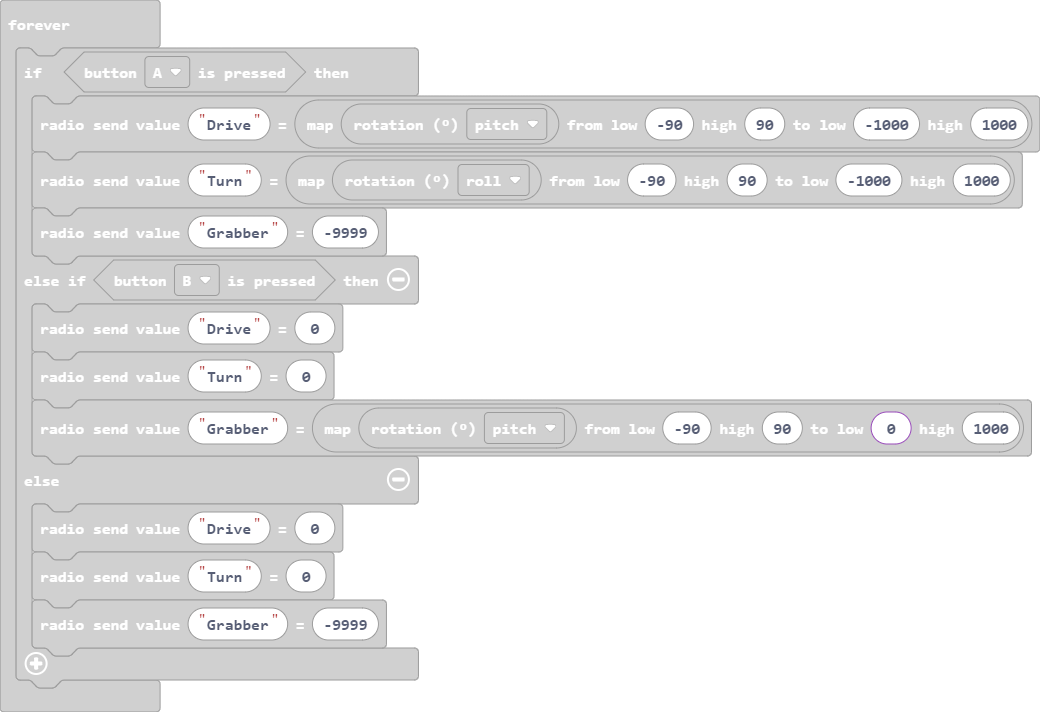 forever
if button A is pressed then
radio send value "Drive" = map rotation (º) pitch from low -90 high 90 to low -1000 high 1000
radio send value "Turn" = map rotation (º) roll from low -90 high 90 to low -1000 high 1000
radio send value "Grabber" = -9999
else if button B is pressed then
radio send value "Drive" = 0
radio send value "Turn" = 0
radio send value "Grabber" = map rotation (º) pitch from low -90 high 90 to low 0 high 1000
else
radio send value "Drive" = 0
radio send value "Turn" = 0
radio send value "Grabber" = -9999